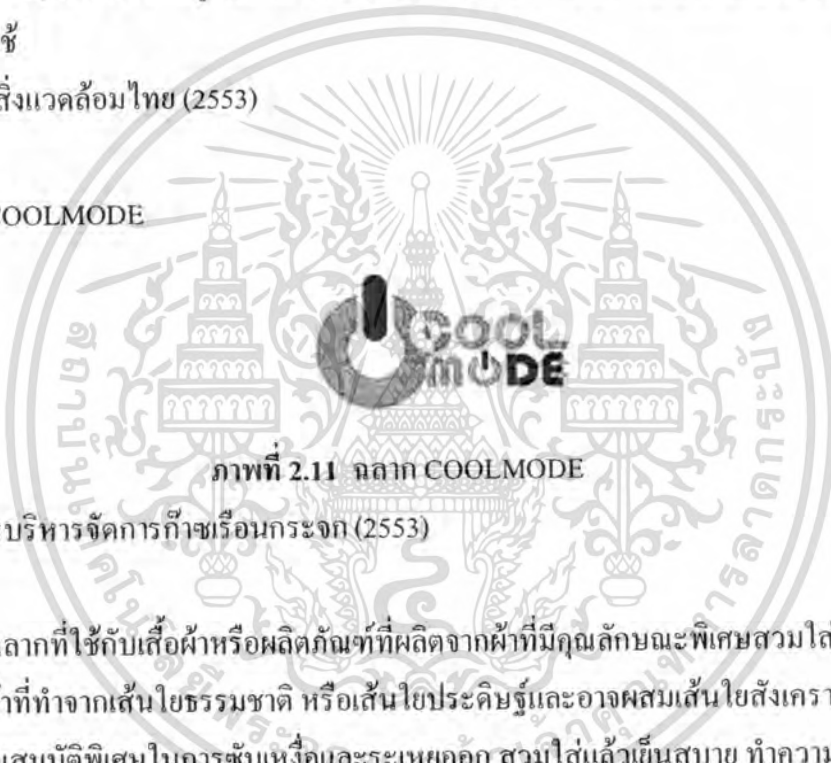 ช้
สิ่งแวดล้อมไทย (2553)
COOLMODE
COOL
MODE
ภาพที่ 2.11 ฉลาก COOLMODE
บริหารจัดการก๊าซเรือนกระจก (2553)
ฉลากที่ใช้กับเสื้อผ้าหรือผลิตภัณฑ์ที่ผลิตจากผ้าที่มีคุณลักษณะพิเศษสวมใส่
ที่ทำจากเส้นใยธรรมชาติ หรือเส้นใยประดิษฐ์และอาจผสมเส้นใยสังเครา
สมบัติพิเศษในการซับเหงื่อและระเหยออก สวมใส่แล้วเย็นสบาย ทำความ